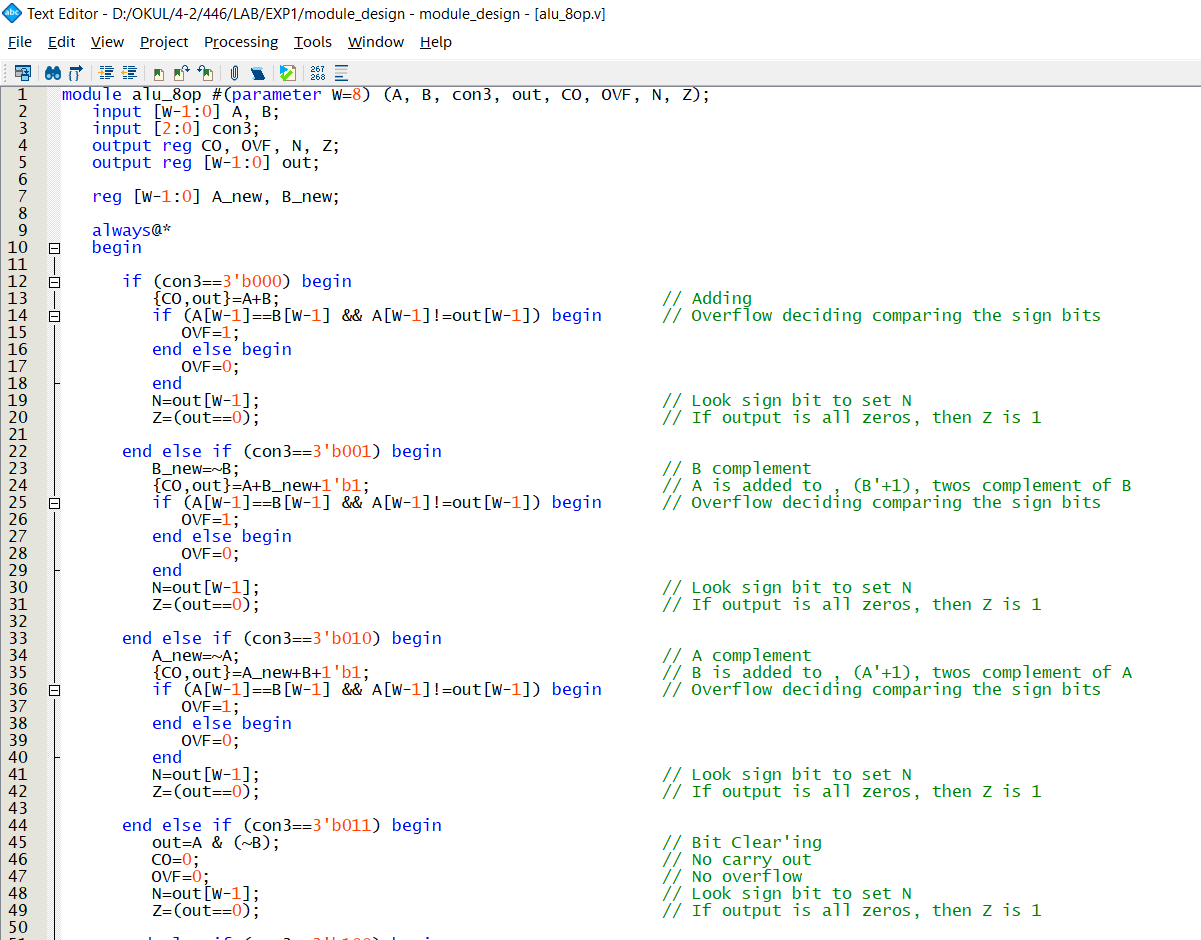 abc Text Editor - D:/OKUL/4-2/446/LAB/EXP1/module_design - module_design - [alu_8op.v]
File Edit View Project Processing Tools Window Help
267
268
1 module alu_8op #(parameter W=8) (A, B, con3, out, CO, OVF, N, Z);
2 input [W-1:0] A, B;
3 input [2:0] con3;
4 output reg CO, OVF, N, Z;
5 output reg [W-1:0] out;
6
7 reg [W-1:0] A_new, B_new;
8
9 always@*
10 begin
11
12 if (con3==3'b000) begin
13 {CO,out}=A+B; // Adding
14 if (A[W-1]==B[W-1] && A[W-1]!=out[W-1]) begin // Overflow deciding comparing the sign bits
15 OVF=1;
16 end else begin
17 OVF=0;
18 end
19 N=out[W-1]; // Look sign bit to set N
20 Z=(out==0); // If output is all zeros, then Z is 1
21
22 end else if (con3==3'b001) begin
23 B_new=~B; // B complement
24 {CO,out}=A+B_new+1'b1; // A is added to , (B'+1), twos complement of B
25 if (A[W-1]==B[W-1] && A[W-1]!=out[W-1]) begin // Overflow deciding comparing the sign bits
26 OVF=1;
27 end else begin
28 OVF=0;
29 end
30 N=out[W-1]; // Look sign bit to set N
31 Z=(out==0); // If output is all zeros, then Z is 1
32
33 end else if (con3==3'b010) begin
34 A_new=~A; // A complement
35 {CO,out}=A_new+B+1'b1; // B is added to , (A'+1), twos complement of A
36 if (A[W-1]==B[W-1] && A[W-1]!=out[W-1]) begin // Overflow deciding comparing the sign bits
37 OVF=1;
38 end else begin
39 OVF=0;
40 end
41 N=out[W-1]; // Look sign bit to set N
42 Z=(out==0); // If output is all zeros, then Z is 1
43
44 end else if (con3==3'b011) begin
45 out=A & (~B); // Bit Clear'ing
46 CO=0; // No carry out
47 OVF=0; // No overflow
48 N=out[W-1]; // Look sign bit to set N
49 Z=(out==0); // If output is all zeros, then Z is 1
50